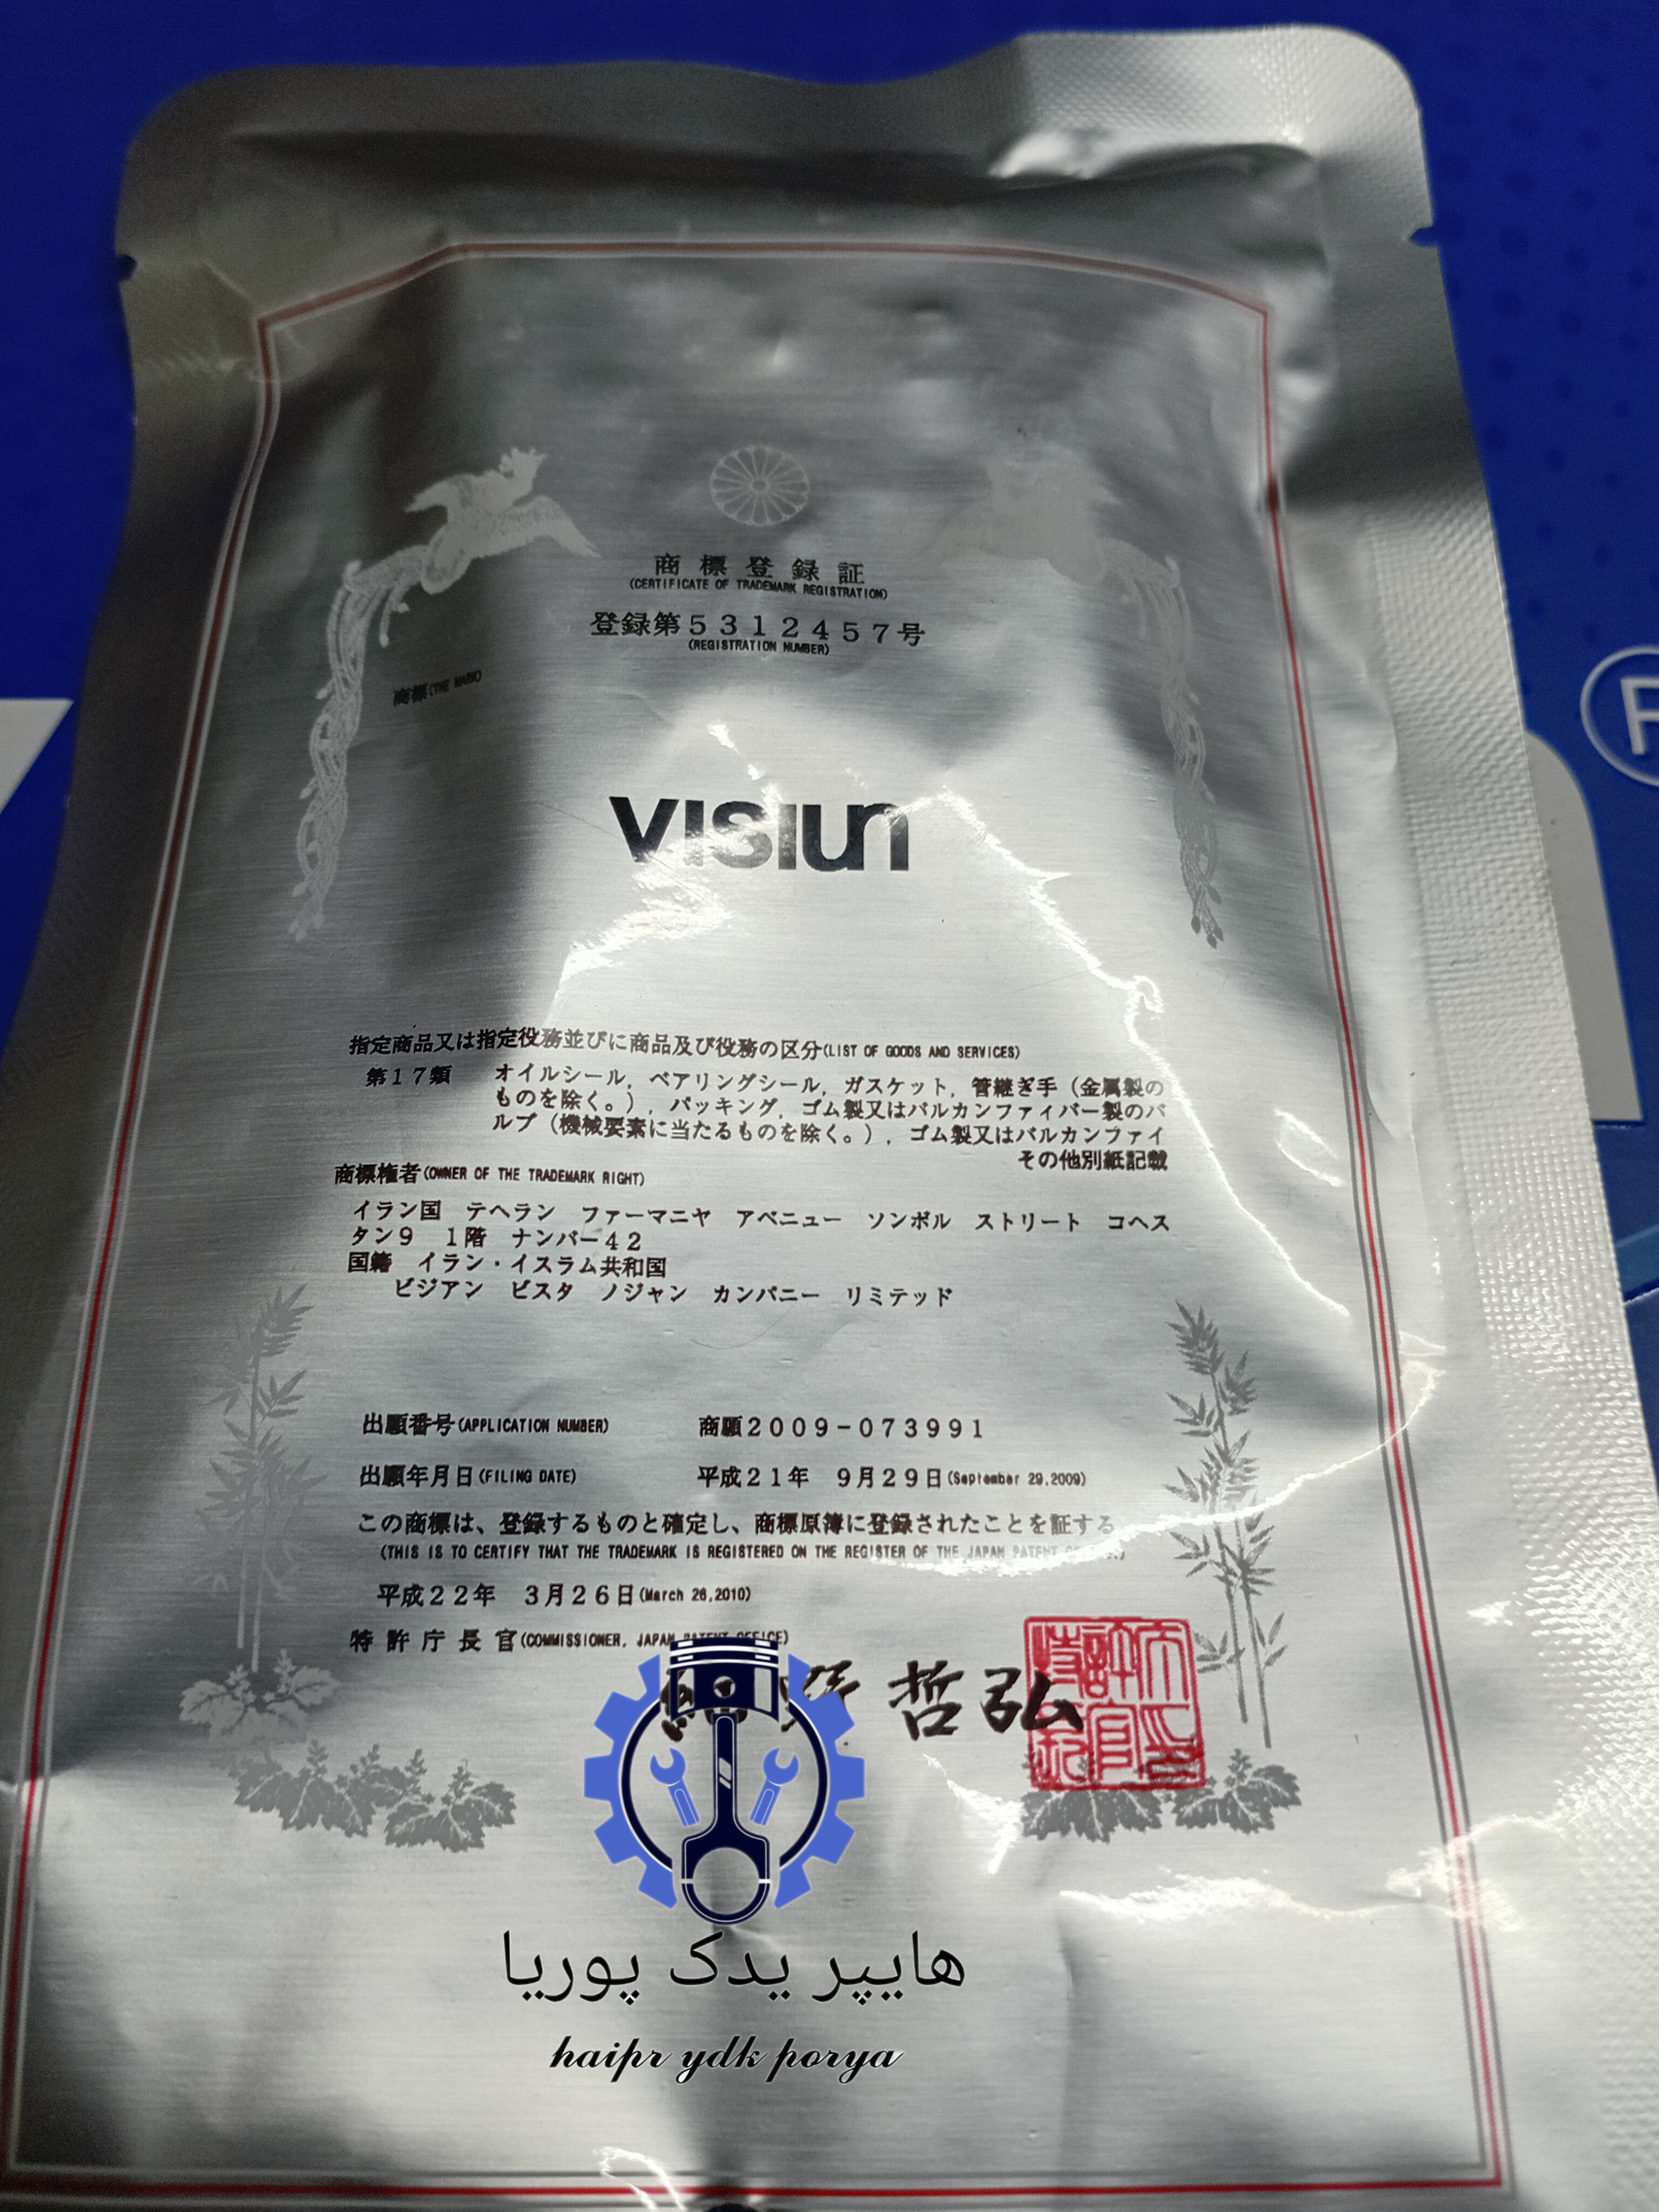 商標登録証
(CERTIFICATE OF TRADEMARK REGISTRATION)
登録第5312457号
(REGISTRATION NUMBER)
商標(THE MARK)
visiun
R
指定商品又は指定役務並びに商品及び役務の区分(LIST OF GOODS AND SERVICES)
第17類 オイルシール,ベアリングシール,ガスケット,管継ぎ手(金属製の
ものを除く。),パッキング,ゴム製又はバルカンファイバー製のバ
ルブ(機械要素に当たるものを除く。),ゴム製又はバルカンファイ
その他別紙記載
商標権者(OWNER OF THE TRADEMARK RIGHT)
イラン国 テヘラン ファーマニヤ アベニュー ソンボル ストリート コヘス
タン9 1階 ナンバー42
国籍 イラン・イスラム共和国
ビジアン ビスタ ノジャン カンパニー リミテッド
出願番号(APPLICATION NUMBER) 商願2009-073991
出願年月日(FILING DATE) 平成21年 9月29日(September 29,2009)
この商標は、登録するものと確定し、商標原簿に登録されたことを証する
(THIS IS TO CERTIFY THAT THE TRADEMARK IS REGISTERED ON THE REGISTER OF THE JAPAN PATENT
平成22年 3月26日(March 26,2010)
特許庁長官(COMMISSIONER, JAPAN PATENT OFFICE)
哲弘
هایپر یدک پوریا
haipr ydk porya